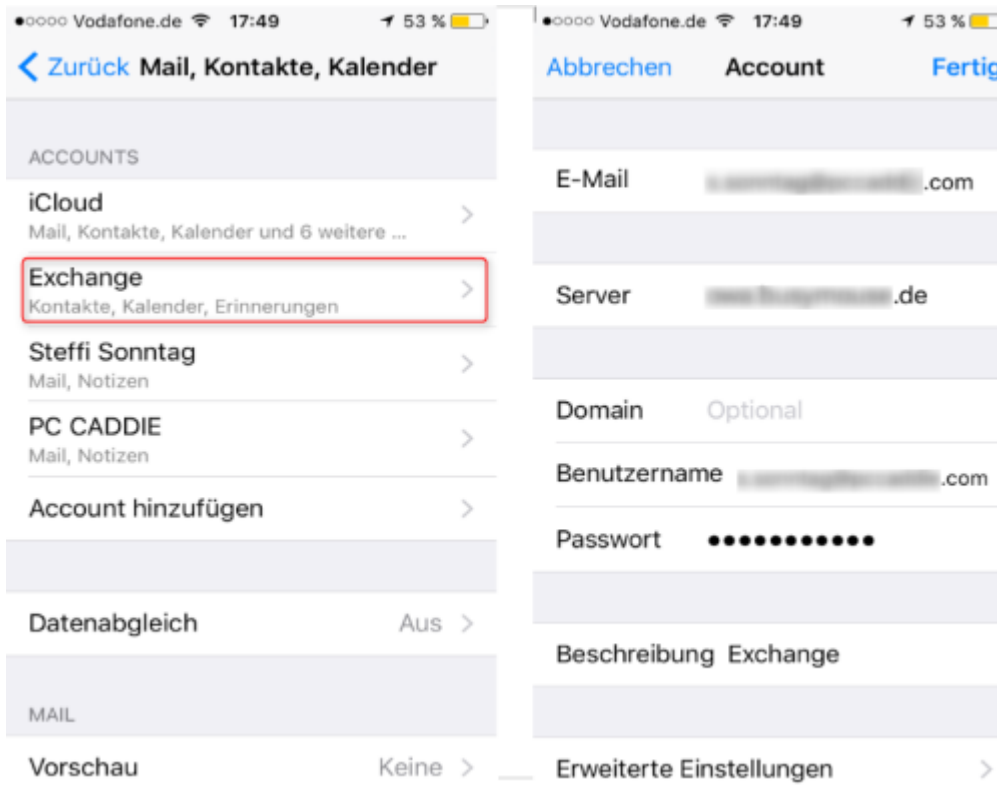 Vodafone.de 17:49 53 %
Zurück Mail, Kontakte, Kalender
ACCOUNTS
iCloud
Mail, Kontakte, Kalender und 6 weitere ...
Exchange
Kontakte, Kalender, Erinnerungen
Steffi Sonntag
Mail, Notizen
PC CADDIE
Mail, Notizen
Account hinzufügen
Datenabgleich Aus
MAIL
Vorschau Keine
Vodafone.de 17:49 53 %
Abbrechen Account Fertig
E-Mail .com
Server .de
Domain Optional
Benutzername .com
Passwort •••••••••••
Beschreibung Exchange
Erweiterte Einstellungen